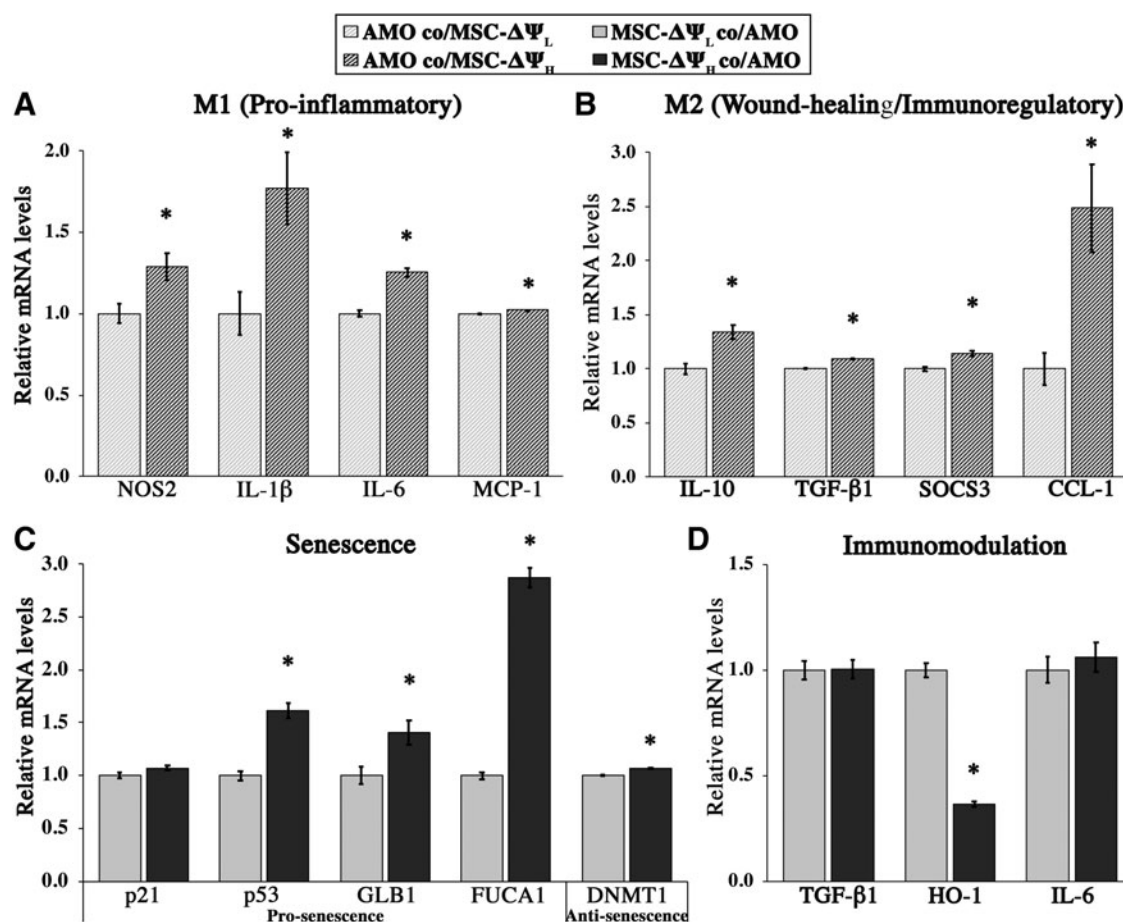 AMO co/MSC-ΔΨL MSC-ΔΨL co/AMO
AMO co/MSC-ΔΨH MSC-ΔΨH co/AMO
A M1 (Pro-inflammatory)
Relative mRNA levels
2.0
1.5
1.0
0.5
0.0
* * * *
NOS2 IL-1β IL-6 MCP-1
B M2 (Wound-healing/Immunoregulatory)
Relative mRNA levels
3.0
2.5
2.0
1.5
1.0
0.5
0.0
* * * *
IL-10 TGF-β1 SOCS3 CCL-1
C Senescence
Relative mRNA levels
3.0
2.5
2.0
1.5
1.0
0.5
0.0
* * * *
p21 p53 GLB1 FUCA1 DNMT1
Pro-senescence Anti-senescence
D Immunomodulation
Relative mRNA levels
1.5
1.0
0.5
0.0
*
TGF-β1 HO-1 IL-6